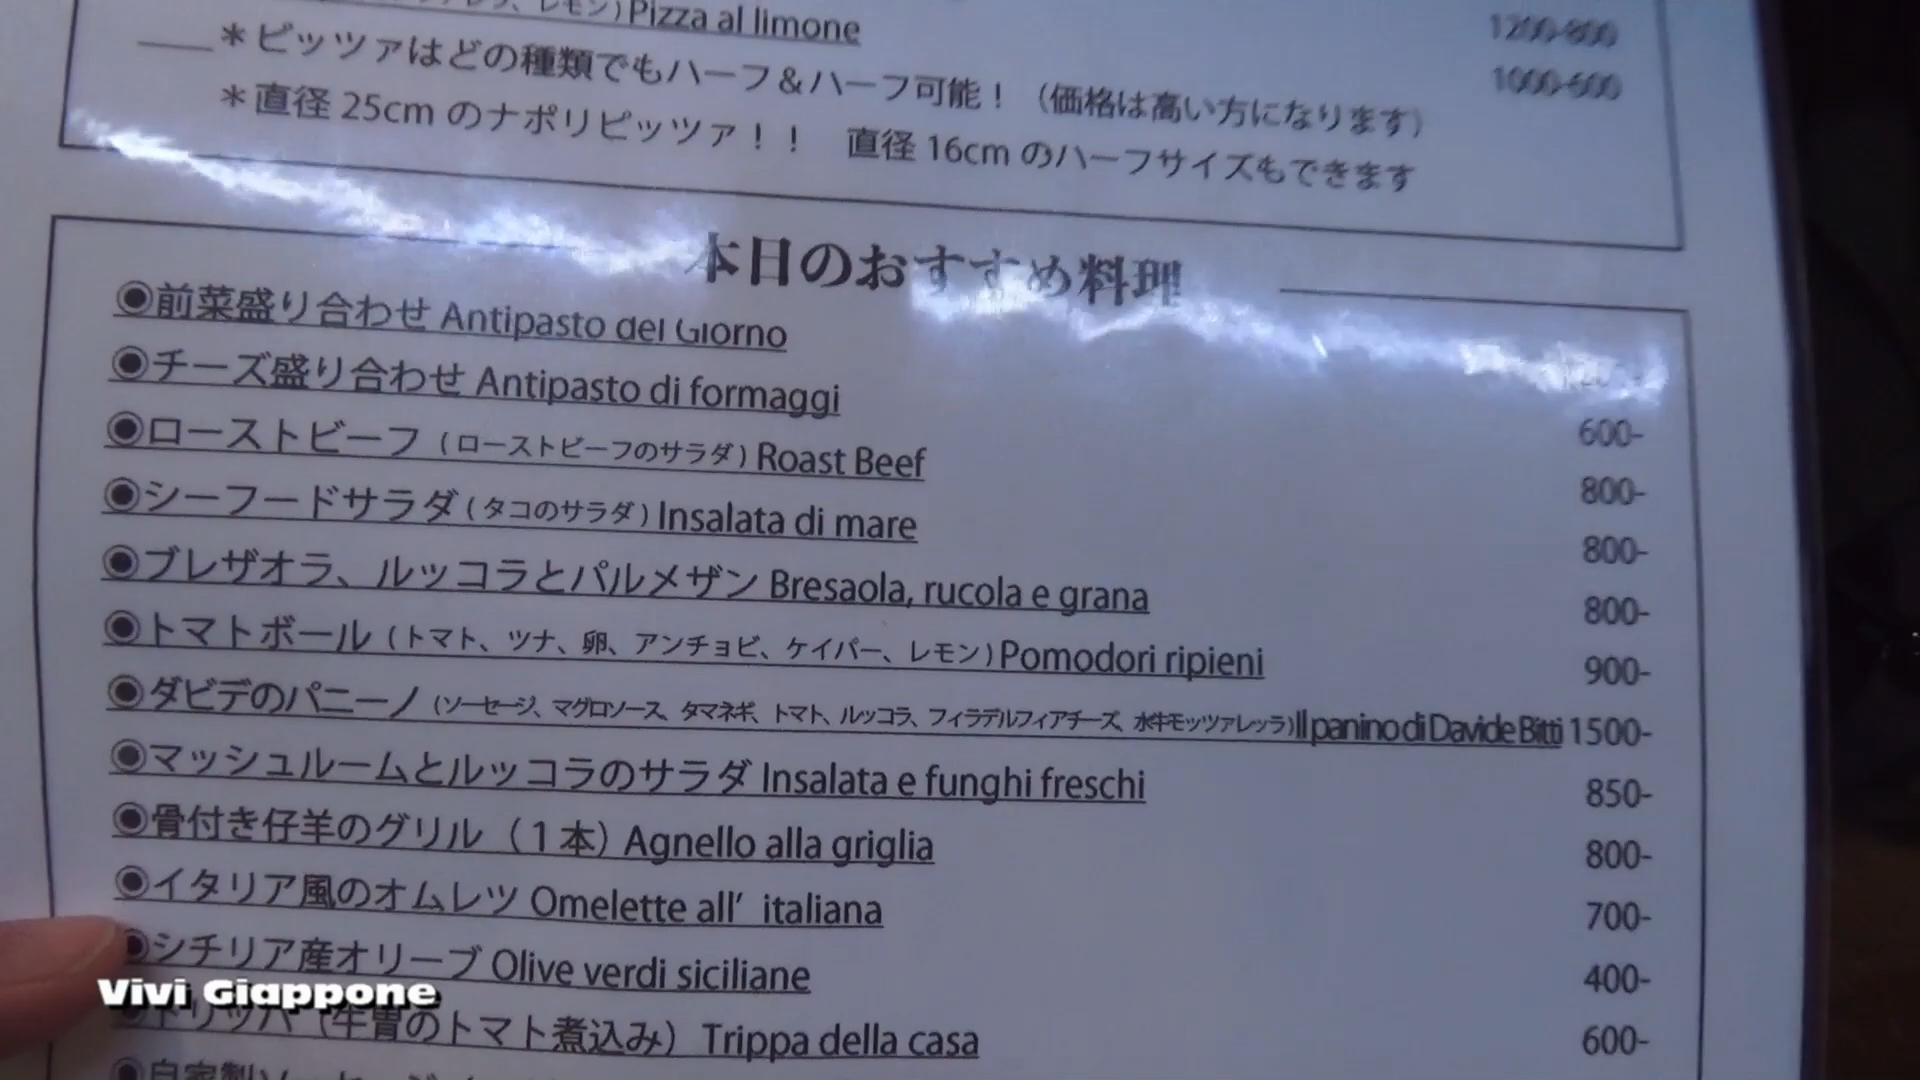 レモン) Pizza al limone 1200-800
＊ピッツァはどの種類でもハーフ＆ハーフ可能！（価格は高い方になります） 1000-600
＊直径 25cm のナポリピッツァ！！ 直径 16cm のハーフサイズもできます
本日のおすすめ料理
◉前菜盛り合わせ Antipasto del Giorno
◉チーズ盛り合わせ Antipasto di formaggi 600-
◉ローストビーフ（ローストビーフのサラダ）Roast Beef 800-
◉シーフードサラダ（タコのサラダ）Insalata di mare 800-
◉ブレザオラ、ルッコラとパルメザン Bresaola, rucola e grana 800-
◉トマトボール（トマト、ツナ、卵、アンチョビ、ケイパー、レモン）Pomodori ripieni 900-
◉ダビデのパニーノ（ソーセージ、マグロソース、タマネギ、トマト、ルッコラ、フィラデルフィアチーズ、水牛モッツァレッラ）Il panino di Davide Bitti 1500-
◉マッシュルームとルッコラのサラダ Insalata e funghi freschi 850-
◉骨付き仔羊のグリル（１本）Agnello alla griglia 800-
◉イタリア風のオムレツ Omelette all’ italiana 700-
◉シチリア産オリーブ Olive verdi siciliane 400-
Vivi Giappone
◉トリッパ（牛胃のトマト煮込み）Trippa della casa 600-